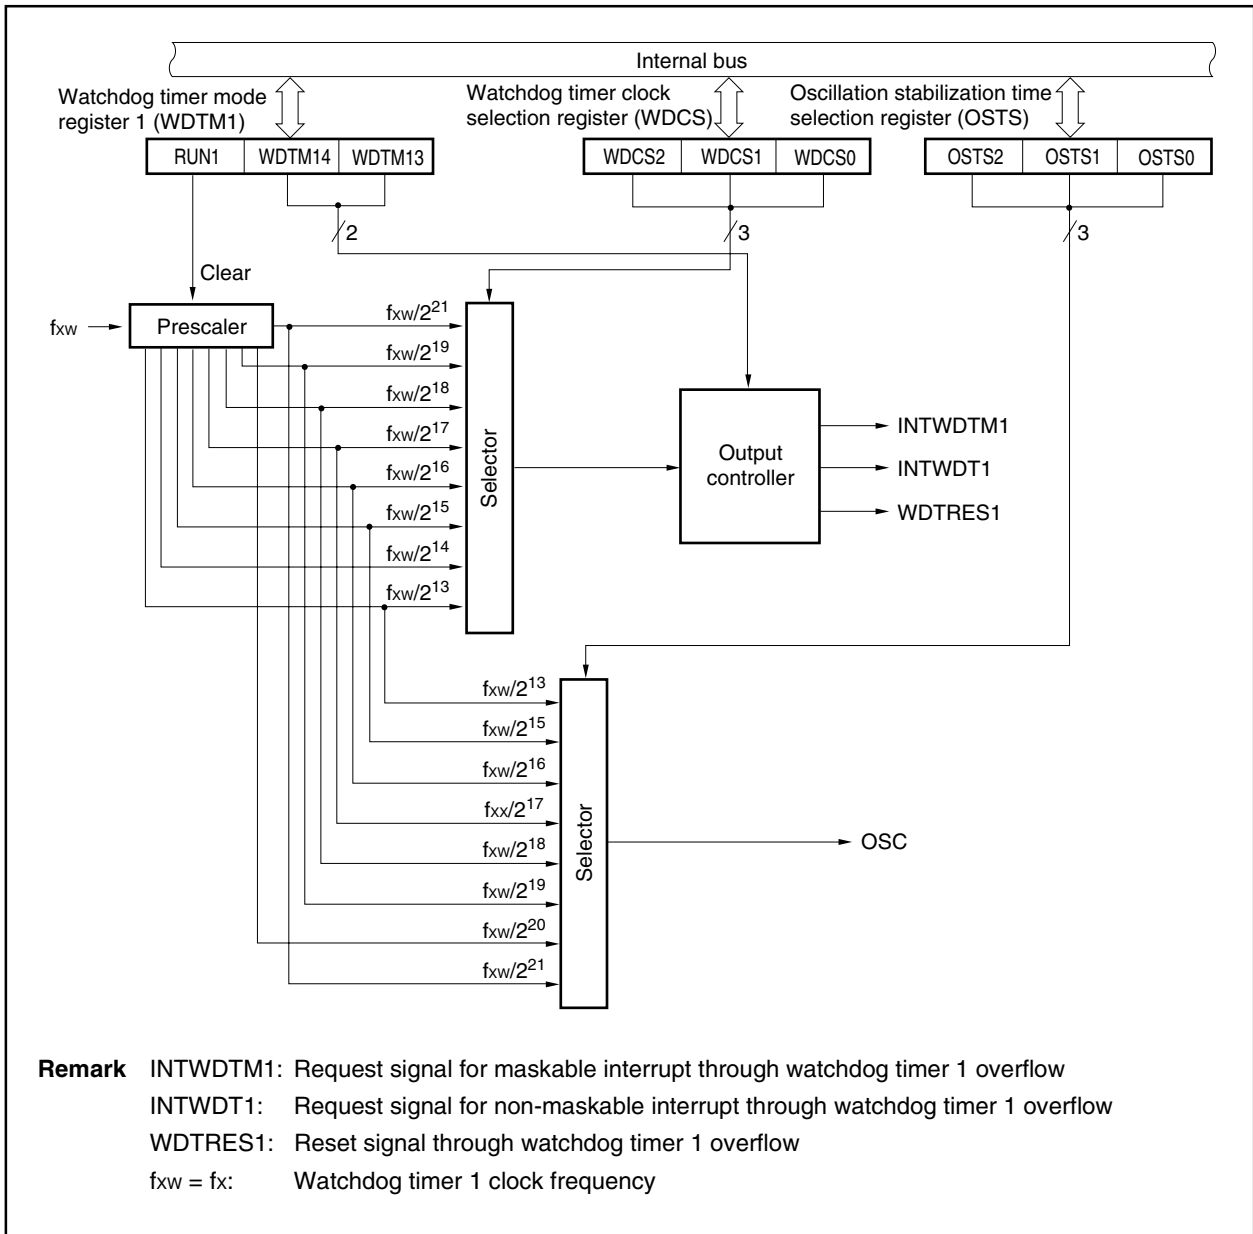 Internal bus
Watchdog timer mode
register 1 (WDTM1)
Watchdog timer clock
selection register (WDCS)
Oscillation stabilization time
selection register (OSTS)
RUN1 WDTM14 WDTM13
WDCS2 WDCS1 WDCS0
OSTS2 OSTS1 OSTS0
2
3
3
Clear
fxw
Prescaler
fxw/2^21
fxw/2^19
fxw/2^18
fxw/2^17
fxw/2^16
fxw/2^15
fxw/2^14
fxw/2^13
Selector
Output
controller
INTWDTM1
INTWDT1
WDTRES1
fxw/2^13
fxw/2^15
fxw/2^16
fxx/2^17
fxw/2^18
fxw/2^19
fxw/2^20
fxw/2^21
Selector
OSC
Remark INTWDTM1: Request signal for maskable interrupt through watchdog timer 1 overflow
INTWDT1: Request signal for non-maskable interrupt through watchdog timer 1 overflow
WDTRES1: Reset signal through watchdog timer 1 overflow
fxw = fx: Watchdog timer 1 clock frequency